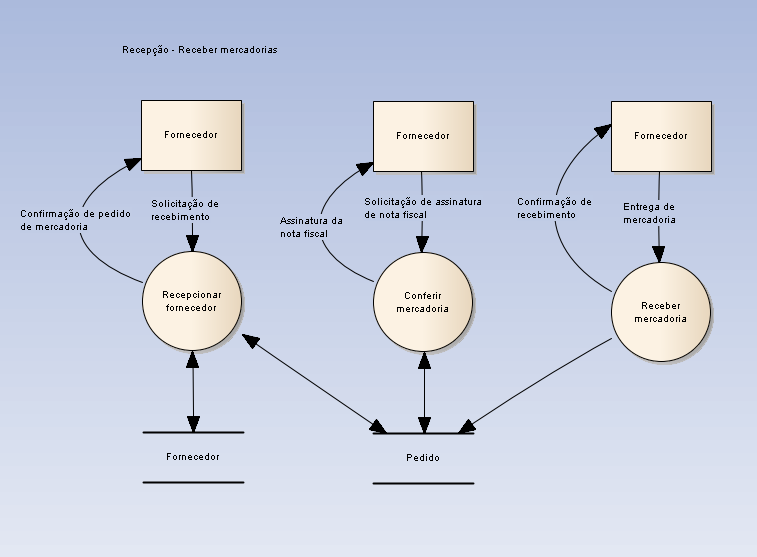 Recepção - Receber mercadorias
Fornecedor
Fornecedor
Fornecedor
Confirmação de pedido
de mercadoria
Solicitação de
recebimento
Assinatura da
nota fiscal
Solicitação de assinatura
de nota fiscal
Confirmação de
recebimento
Entrega de
mercadoria
Recepcionar
fornecedor
Conferir
mercadoria
Receber
mercadoria
Fornecedor
Pedido